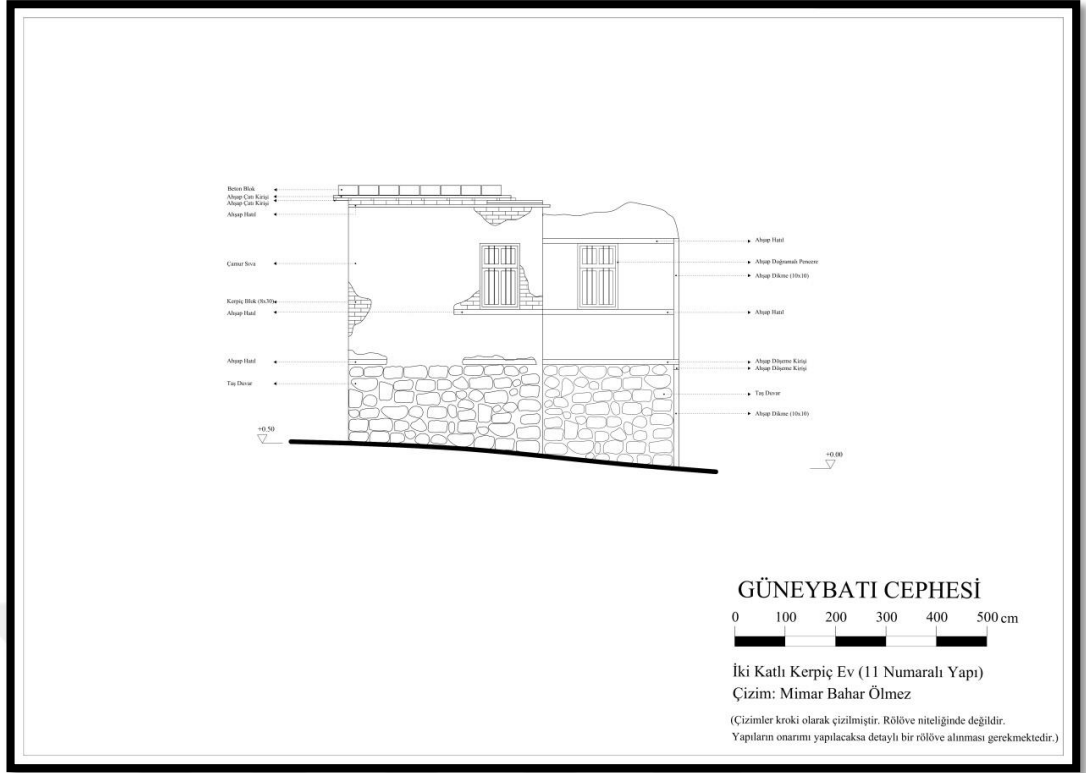 Beton Blok
Ahşap Çatı Kirişi
Ahşap Çatı Kirişi
Ahşap Hatıl
Çamur Sıva
Kerpiç Blok (8x30)
Ahşap Hatıl
Ahşap Hatıl
Taş Duvar
+0.50
Ahşap Hatıl
Ahşap Doğramalı Pencere
Ahşap Dikme (10x10)
Ahşap Hatıl
Ahşap Döşeme Kirişi
Ahşap Döşeme Kirişi
Taş Duvar
Ahşap Dikme (10x10)
+0.00
GÜNEYBATI CEPHESİ
0 100 200 300 400 500 cm
İki Katlı Kerpiç Ev (11 Numaralı Yapı)
Çizim: Mimar Bahar Ölmez
(Çizimler kroki olarak çizilmiştir. Rölöve niteliğinde değildir.
Yapıların onarımı yapılacaksa detaylı bir rölöve alınması gerekmektedir.)